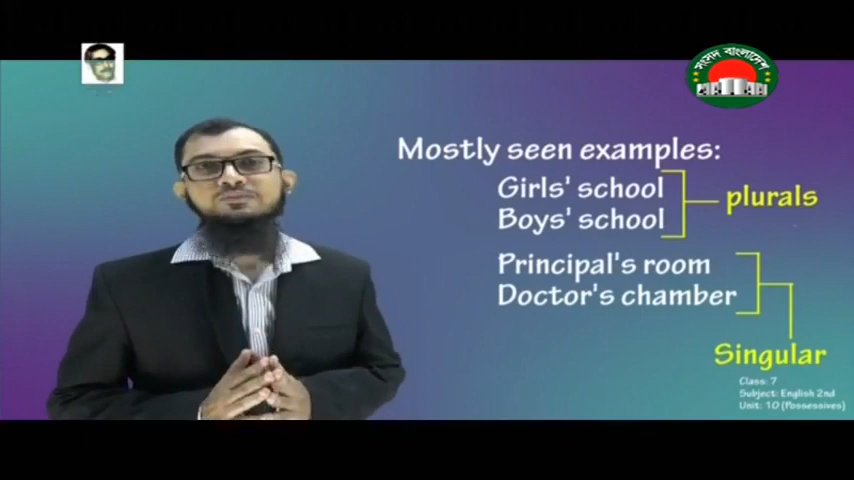 সংসদ বাংলাদেশ
Mostly seen examples:
Girls' school
Boys' school
plurals
Principal's room
Doctor's chamber
Singular
Class: 7
Subject: English 2nd
Unit: 10 (Possessives)